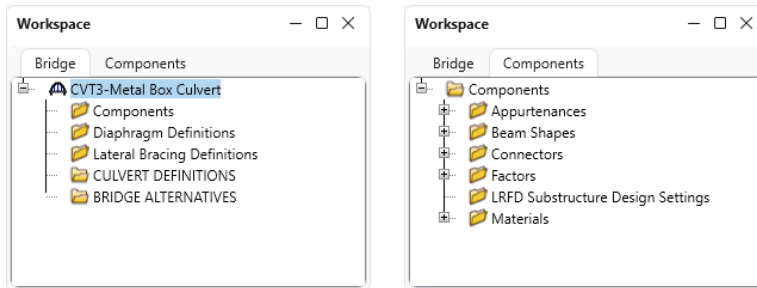 Workspace
Bridge Components
CVT3-Metal Box Culvert
Components
Diaphragm Definitions
Lateral Bracing Definitions
CULVERT DEFINITIONS
BRIDGE ALTERNATIVES
Workspace
Bridge Components
Components
Appurtenances
Beam Shapes
Connectors
Factors
LRFD Substructure Design Settings
Materials